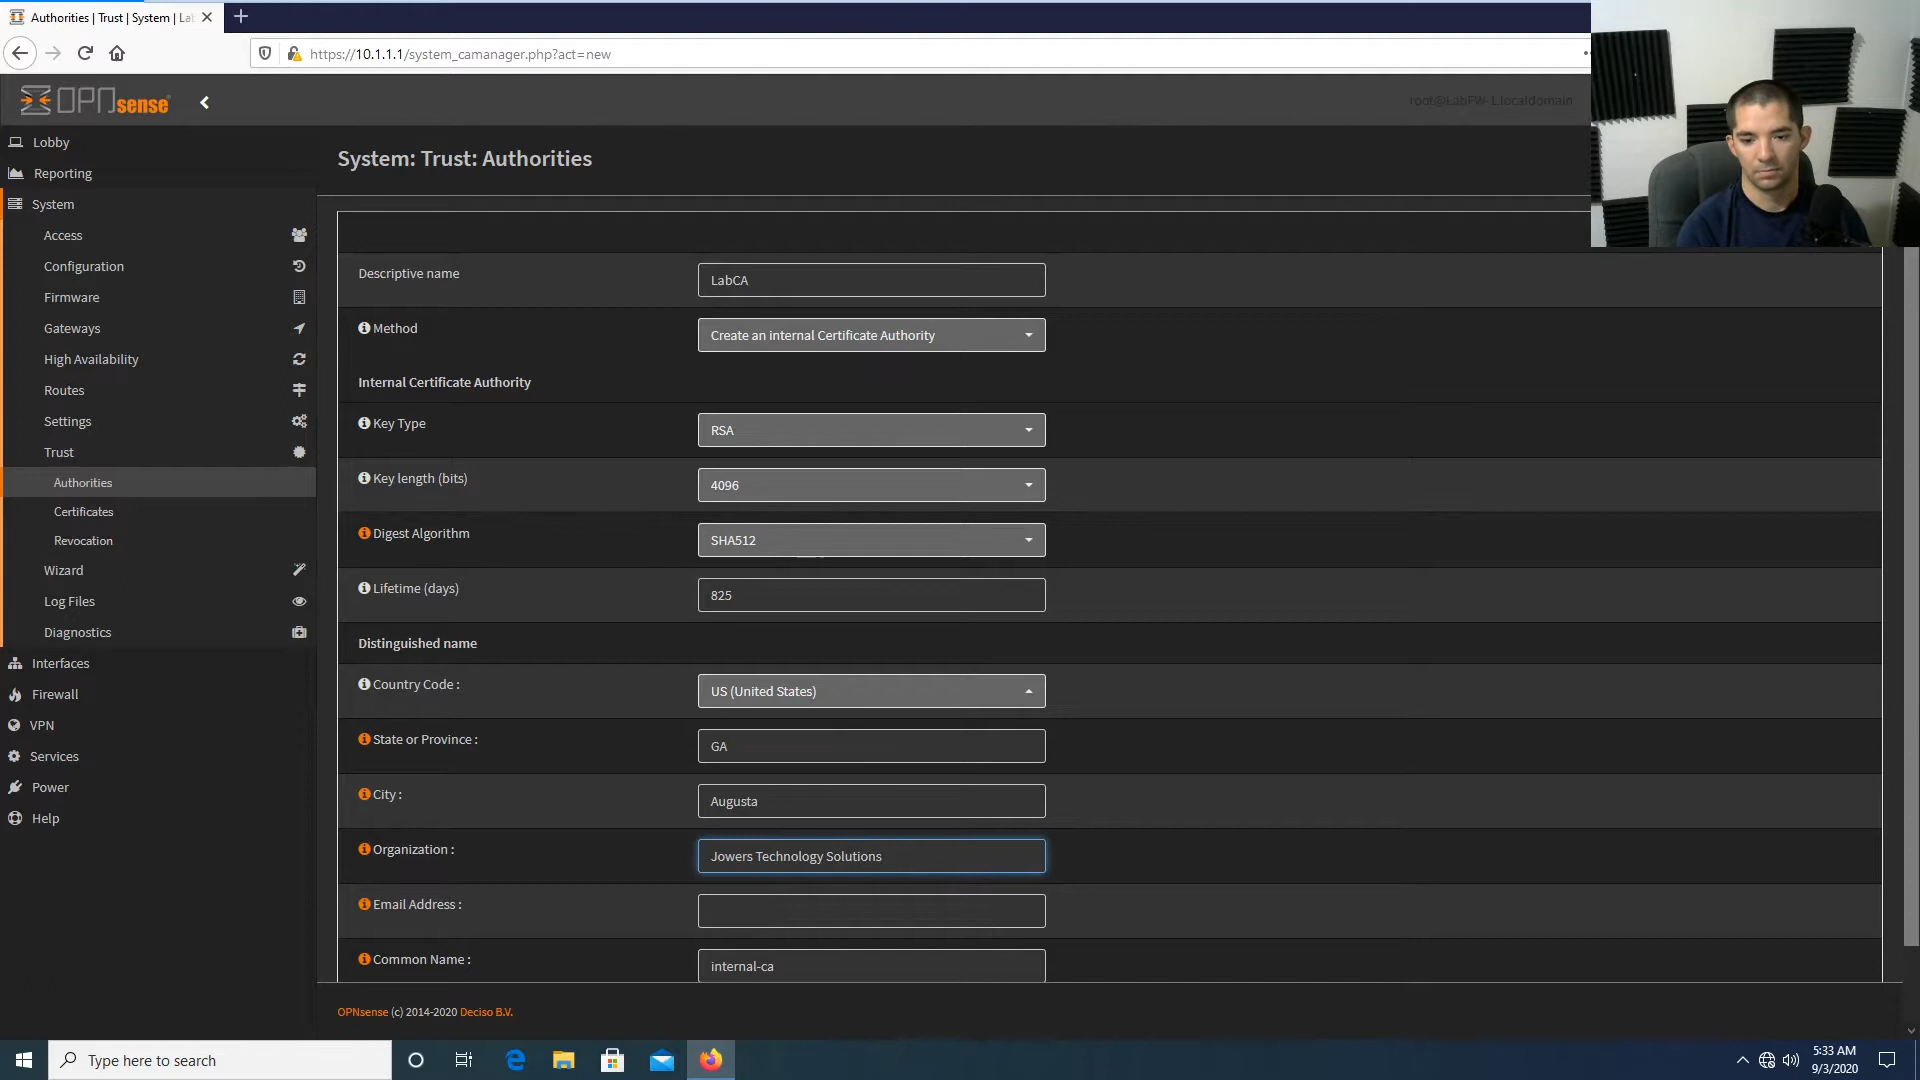 Authorities | Trust | System | La
https://10.1.1.1/system_camanager.php?act=new
OPNsense
root@LabFW-1.localdomain
Lobby
Reporting
System
Access
Configuration
Firmware
Gateways
High Availability
Routes
Settings
Trust
Authorities
Certificates
Revocation
Wizard
Log Files
Diagnostics
Interfaces
Firewall
VPN
Services
Power
Help
System: Trust: Authorities
Descriptive name LabCA
Method Create an internal Certificate Authority
Internal Certificate Authority
Key Type RSA
Key length (bits) 4096
Digest Algorithm SHA512
Lifetime (days) 825
Distinguished name
Country Code : US (United States)
State or Province : GA
City : Augusta
Organization : Jowers Technology Solutions
Email Address :
Common Name : internal-ca
OPNsense (c) 2014-2020 Deciso B.V.
Type here to search
5:33 AM
9/3/2020